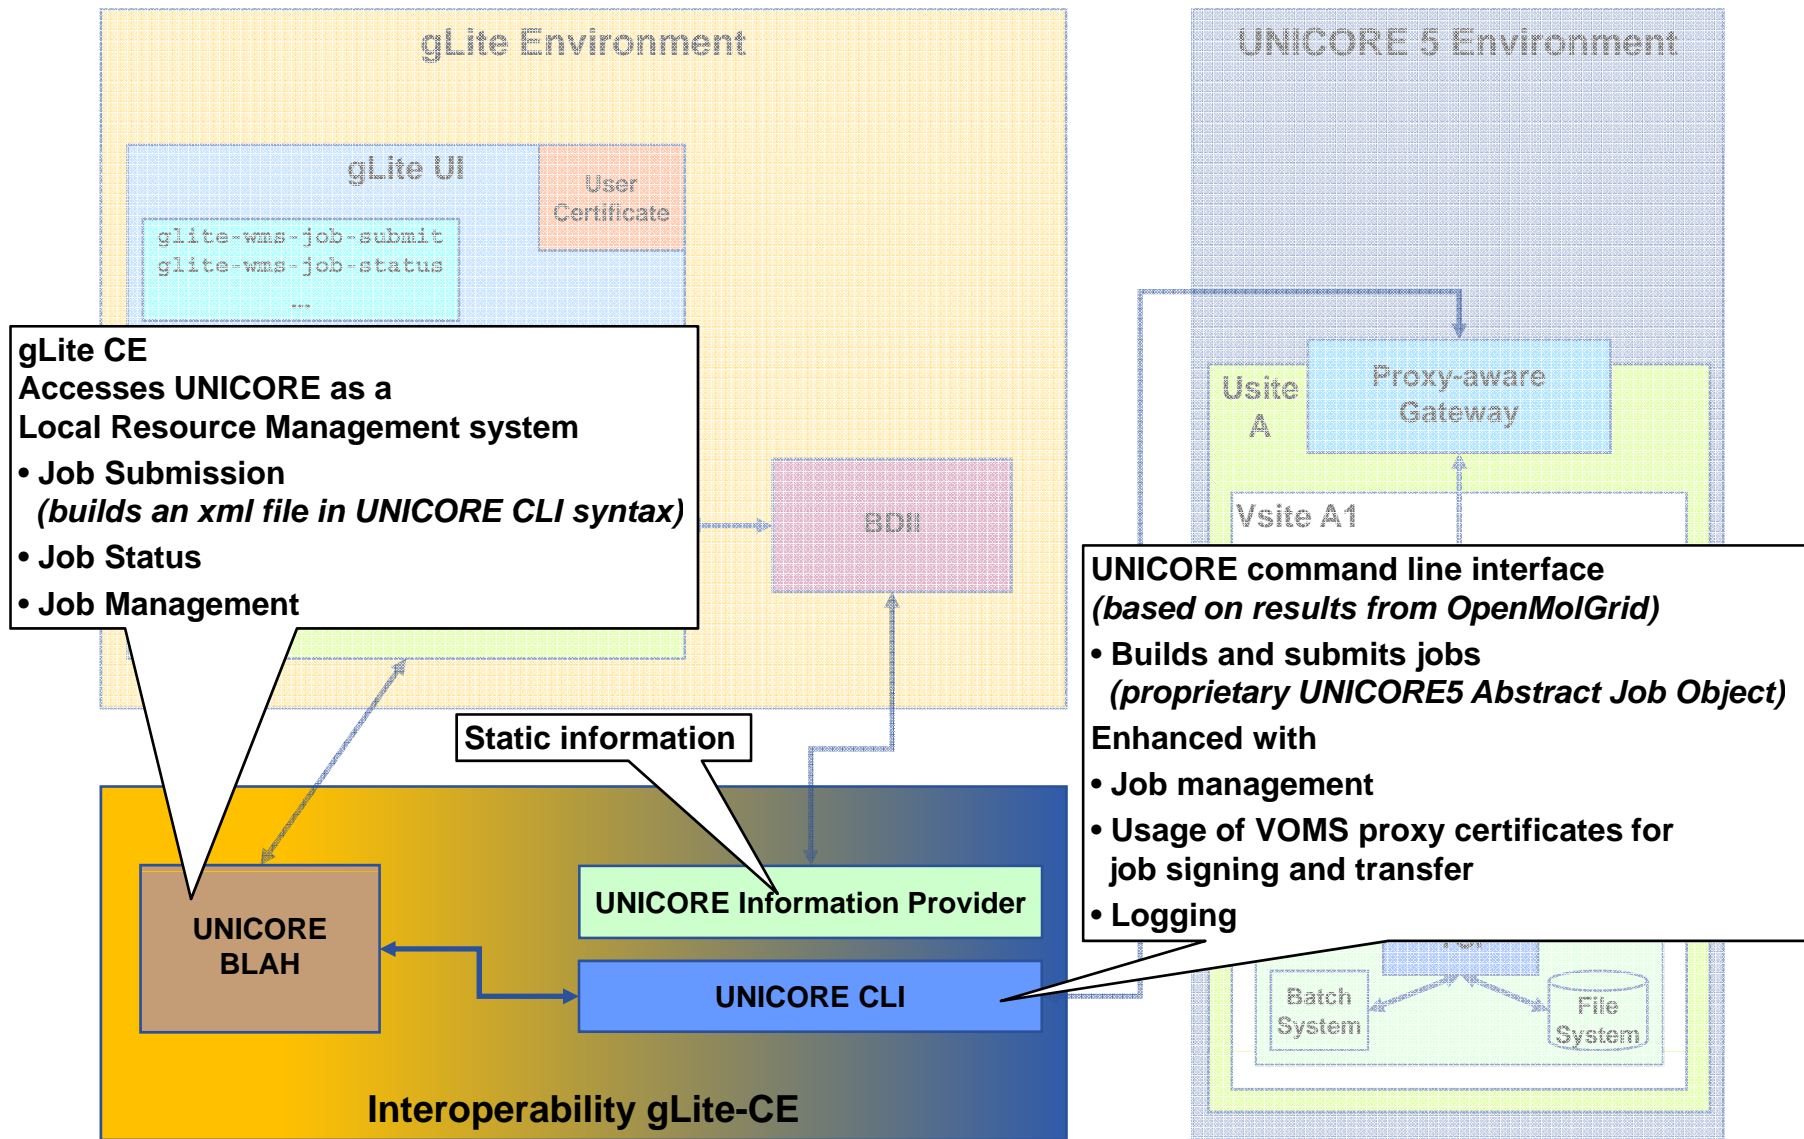 gLite Environment
UNICORE 5 Environment
gLite UI
User
Certificate
glite-wms-job-submit
glite-wms-job-status
...
gLite CE
Accesses UNICORE as a
Local Resource Management system
• Job Submission
(builds an xml file in UNICORE CLI syntax)
• Job Status
• Job Management
BDII
Proxy-aware
Gateway
Usite
A
Vsite A1
UNICORE command line interface
(based on results from OpenMolGrid)
• Builds and submits jobs
(proprietary UNICORE5 Abstract Job Object)
Enhanced with
• Job management
• Usage of VOMS proxy certificates for
job signing and transfer
• Logging
Static information
UNICORE
BLAH
UNICORE Information Provider
UNICORE CLI
Batch
System
File
System
Interoperability gLite-CE